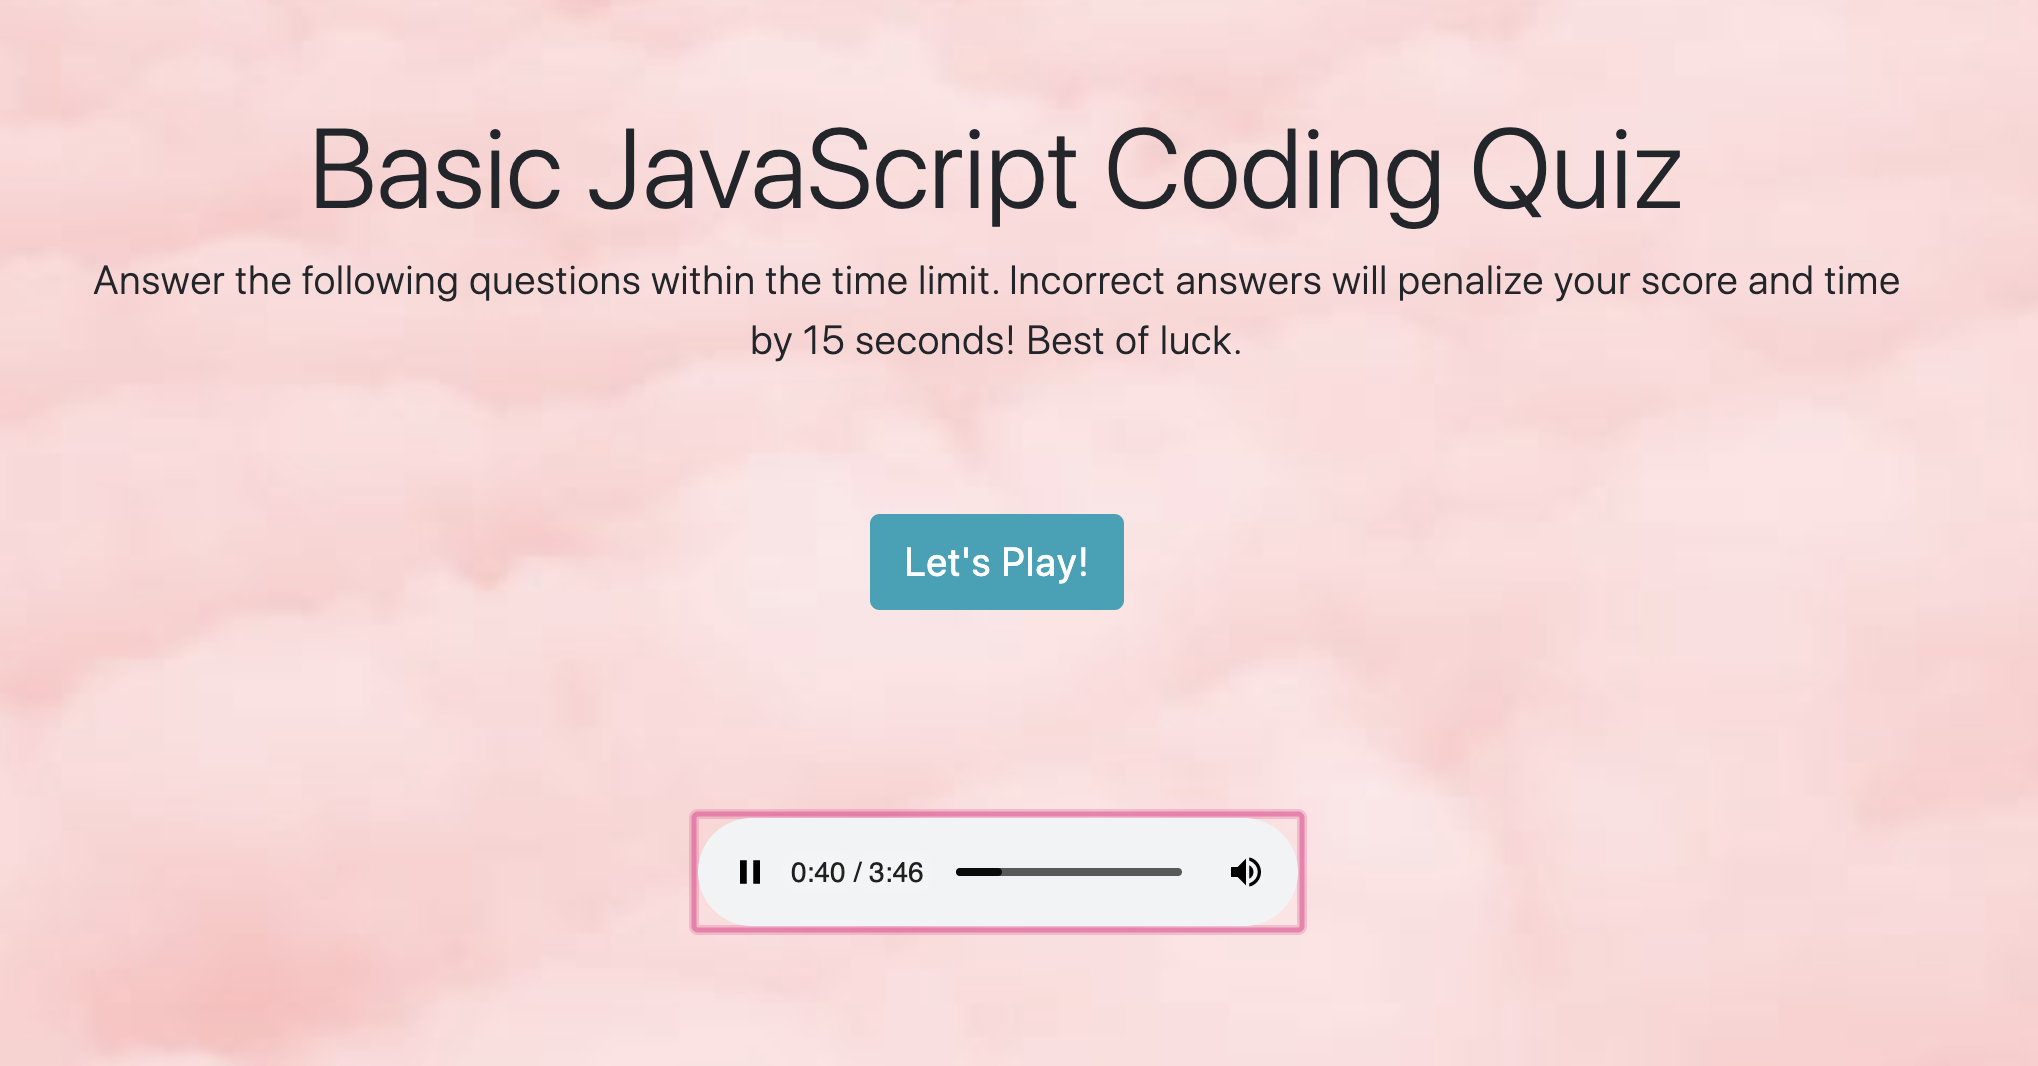 Basic JavaScript Coding Quiz
Answer the following questions within the time limit. Incorrect answers will penalize your score and time
by 15 seconds! Best of luck.
Let's Play!
0:40 / 3:46